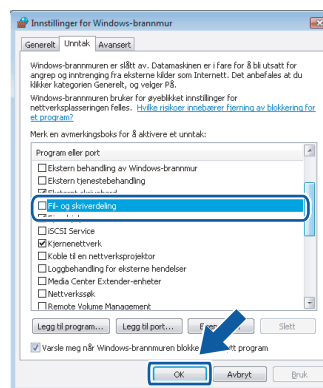 Innstillinger for Windows-brannmur
Generelt Unntak Avansert
Windows-brannmuren er slått av. Datamaskinen er i fare for å bli utsatt for
angrep og inntrenging fra eksterne kilder som Internett. Det anbefales at du
klikker kategorien Generelt, og velger På.
Windows-brannmuren bruker for øyeblikket innstillinger for
nettverksplasseringen felles. Hvilke risikoer innebærer fjerning av blokkering for
et program?
Merk en avmerkingsboks for å aktivere et unntak:
Program eller port
Ekstern behandling av Windows-brannmur
Ekstern tjenestebehandling
Eksternt skrivebord
Fil- og skriverdeling
iSCSI Service
Kjernenettverk
Koble til en nettverksprojektor
Loggbehandling for eksterne hendelser
Media Center Extender-enheter
Nettverkssøk
Remote Volume Management
Legg til program... Legg til port... Slett
Varsle meg når Windows-brannmuren blokke program
OK Avbryt Bruk